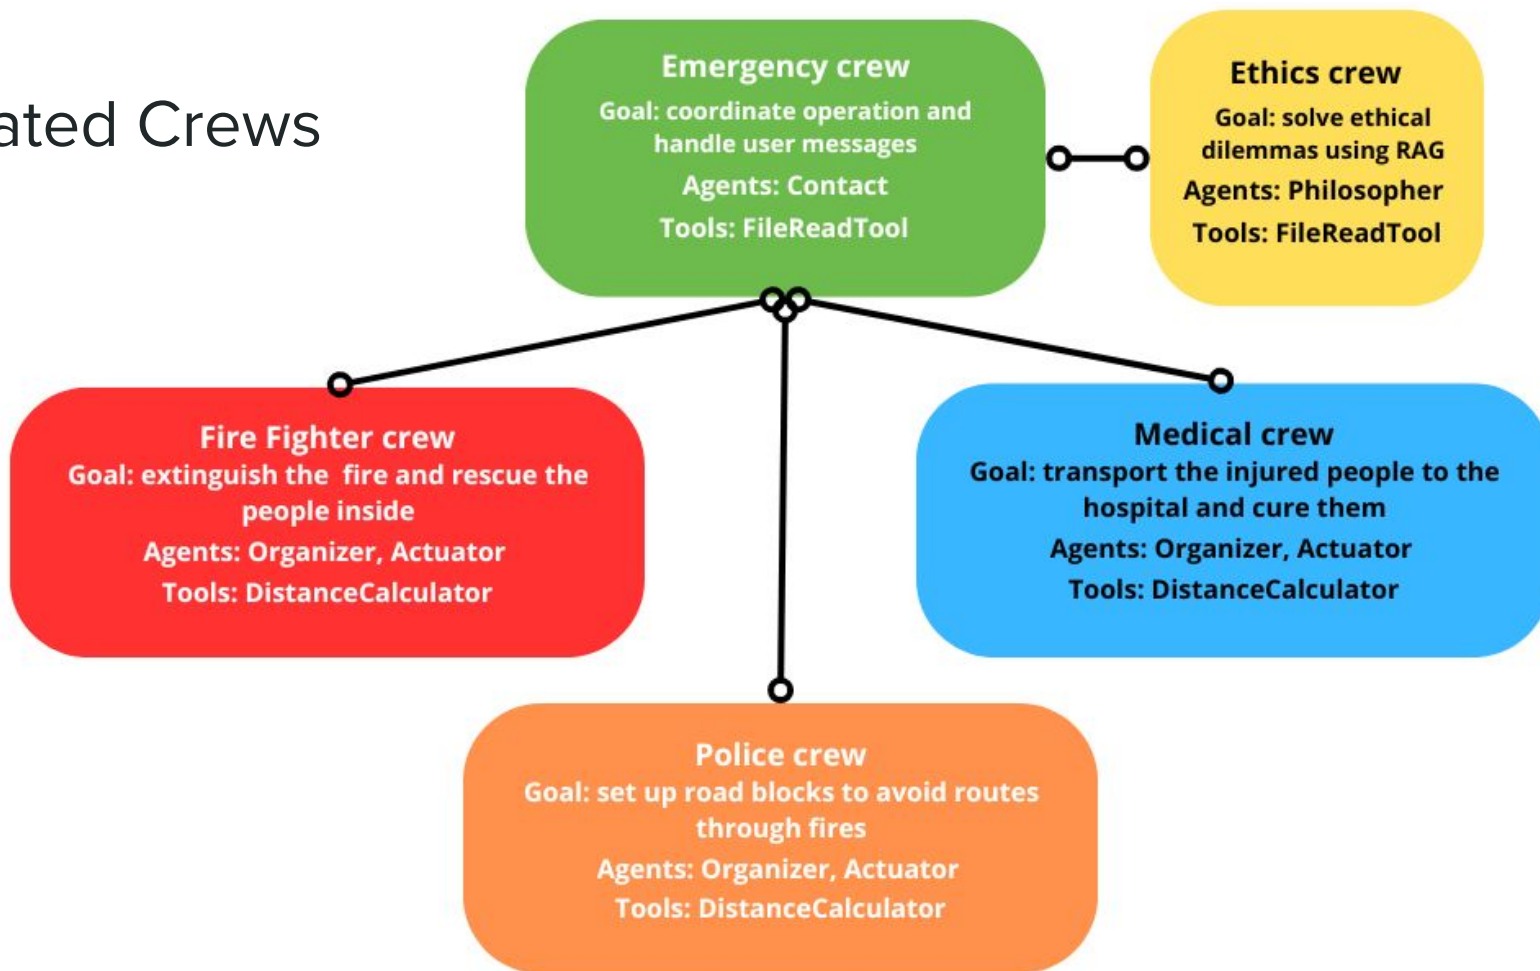 ated Crews
Emergency crew
Goal: coordinate operation and
handle user messages
Agents: Contact
Tools: FileReadTool
Ethics crew
Goal: solve ethical
dilemmas using RAG
Agents: Philosopher
Tools: FileReadTool
Fire Fighter crew
Goal: extinguish the  fire and rescue the
people inside
Agents: Organizer, Actuator
Tools: DistanceCalculator
Medical crew
Goal: transport the injured people to the
hospital and cure them
Agents: Organizer, Actuator
Tools: DistanceCalculator
Police crew
Goal: set up road blocks to avoid routes
through fires
Agents: Organizer, Actuator
Tools: DistanceCalculator